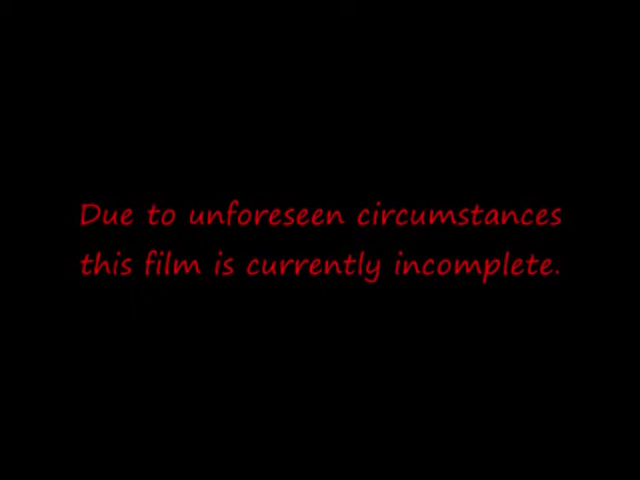 Due to unforeseen circumstances
this film is currently incomplete.